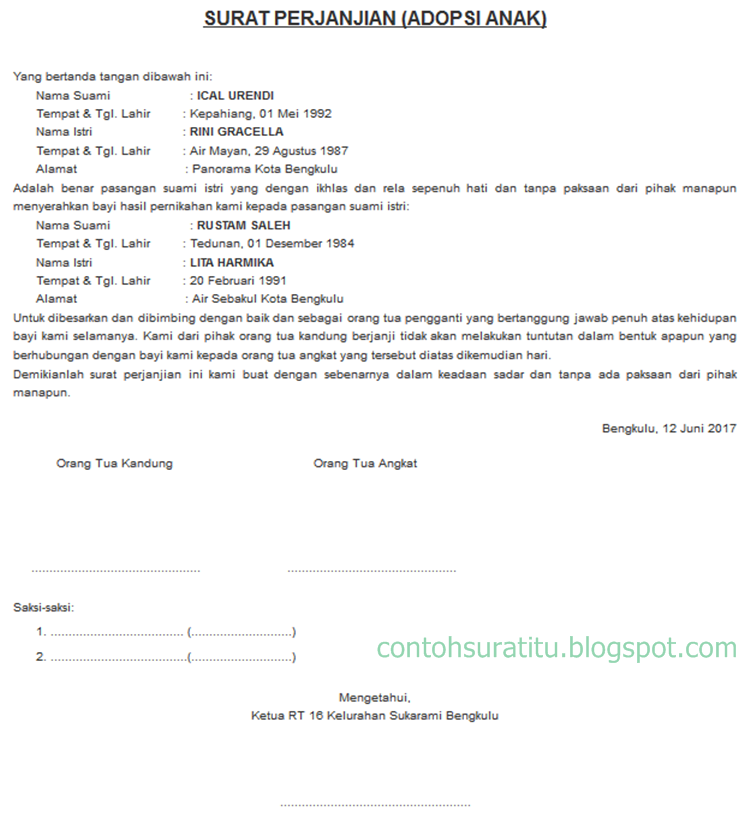 SURAT PERJANJIAN (ADOPSI ANAK)
Yang bertanda tangan dibawah ini:
Nama Suami : ICAL URENDI
Tempat & Tgl. Lahir : Kepahiang, 01 Mei 1992
Nama Istri : RINI GRACELLA
Tempat & Tgl. Lahir : Air Mayan, 29 Agustus 1987
Alamat : Panorama Kota Bengkulu
Adalah benar pasangan suami istri yang dengan ikhlas dan rela sepenuh hati dan tanpa paksaan dari pihak manapun
menyerahkan bayi hasil pernikahan kami kepada pasangan suami istri:
Nama Suami : RUSTAM SALEH
Tempat & Tgl. Lahir : Tedunan, 01 Desember 1984
Nama Istri : LITA HARMIKA
Tempat & Tgl. Lahir : 20 Februari 1991
Alamat : Air Sebakul Kota Bengkulu
Untuk dibesarkan dan dibimbing dengan baik dan sebagai orang tua pengganti yang bertanggung jawab penuh atas kehidupan
bayi kami selamanya. Kami dari pihak orang tua kandung berjanji tidak akan melakukan tuntutan dalam bentuk apapun yang
berhubungan dengan bayi kami kepada orang tua angkat yang tersebut diatas dikemudian hari.
Demikianlah surat perjanjian ini kami buat dengan sebenarnya dalam keadaan sadar dan tanpa ada paksaan dari pihak
manapun.
Bengkulu, 12 Juni 2017
Orang Tua Kandung Orang Tua Angkat
............................................... ...............................................
Saksi-saksi:
1. ..................................... (............................)
2. ......................................(............................)
contohsuratitu.blogspot.com
Mengetahui,
Ketua RT 16 Kelurahan Sukarami Bengkulu
.....................................................